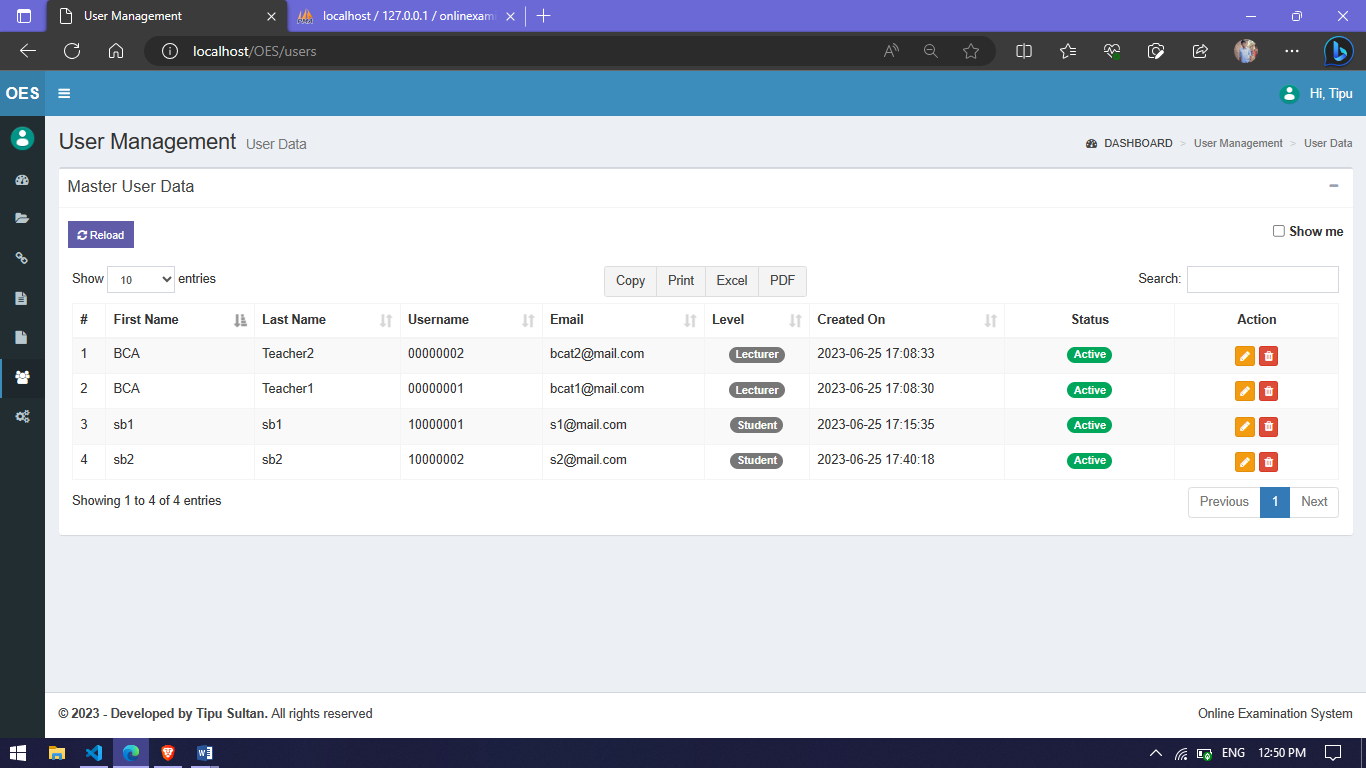 User Management
localhost / 127.0.0.1 / onlinexam
localhost/OES/users
OES
Hi, Tipu
User Management User Data
DASHBOARD > User Management > User Data
Master User Data
Reload
Show me
Show 10 entries
Copy Print Excel PDF
Search:
# First Name Last Name Username Email Level Created On Status Action
1 BCA Teacher2 00000002 bcat2@mail.com Lecturer 2023-06-25 17:08:33 Active
2 BCA Teacher1 00000001 bcat1@mail.com Lecturer 2023-06-25 17:08:30 Active
3 sb1 sb1 10000001 s1@mail.com Student 2023-06-25 17:15:35 Active
4 sb2 sb2 10000002 s2@mail.com Student 2023-06-25 17:40:18 Active
Showing 1 to 4 of 4 entries
Previous 1 Next
© 2023 - Developed by Tipu Sultan. All rights reserved
Online Examination System
ENG 12:50 PM